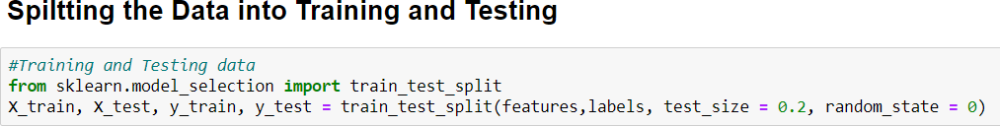 Spiltting the Data into Training and Testing
#Training and Testing data
from sklearn.model_selection import train_test_split
X_train, X_test, y_train, y_test = train_test_split(features,labels, test_size = 0.2, random_state = 0)